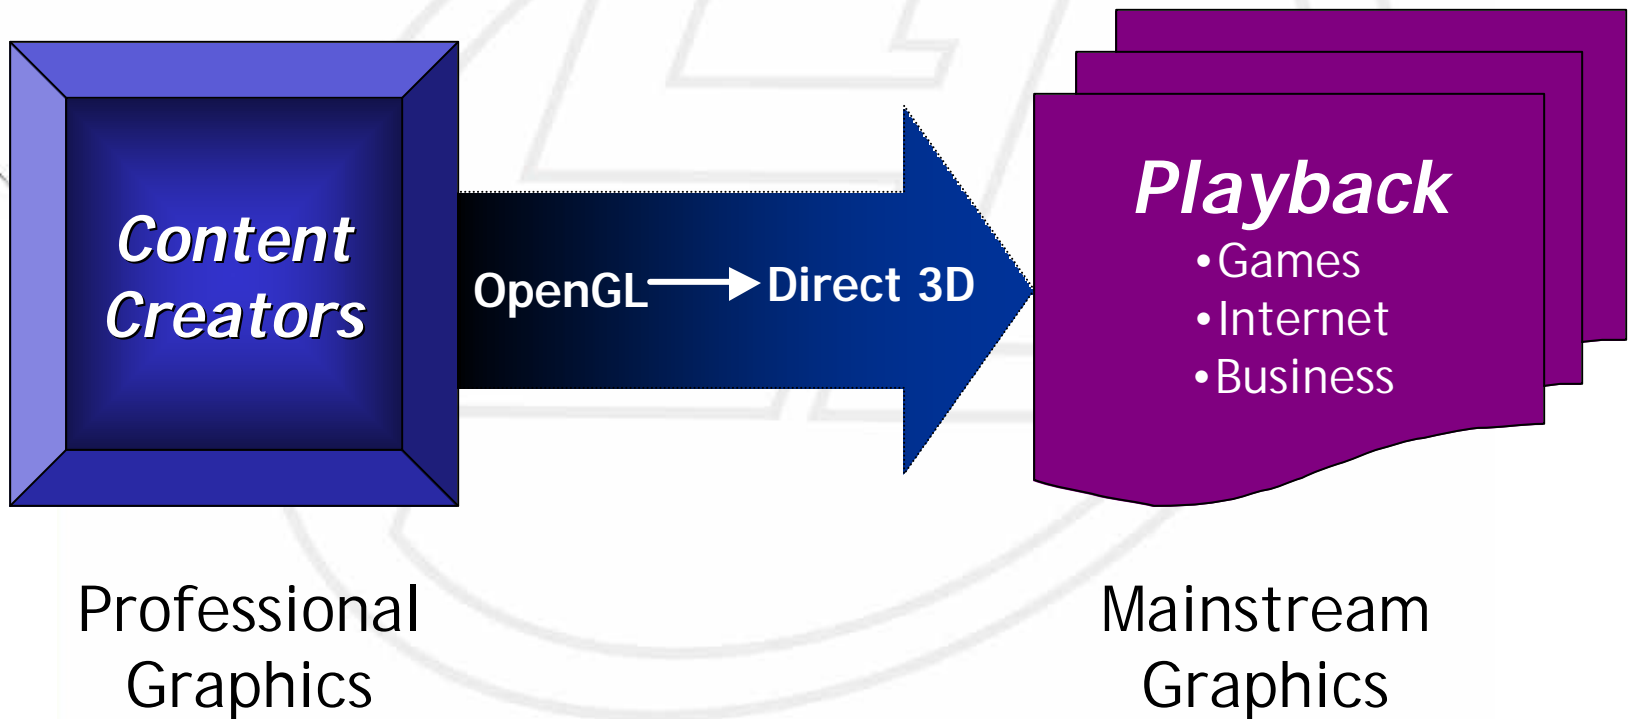 Content
Creators
OpenGL → Direct 3D
Playback
•Games
•Internet
•Business
Professional
Graphics
Mainstream
Graphics